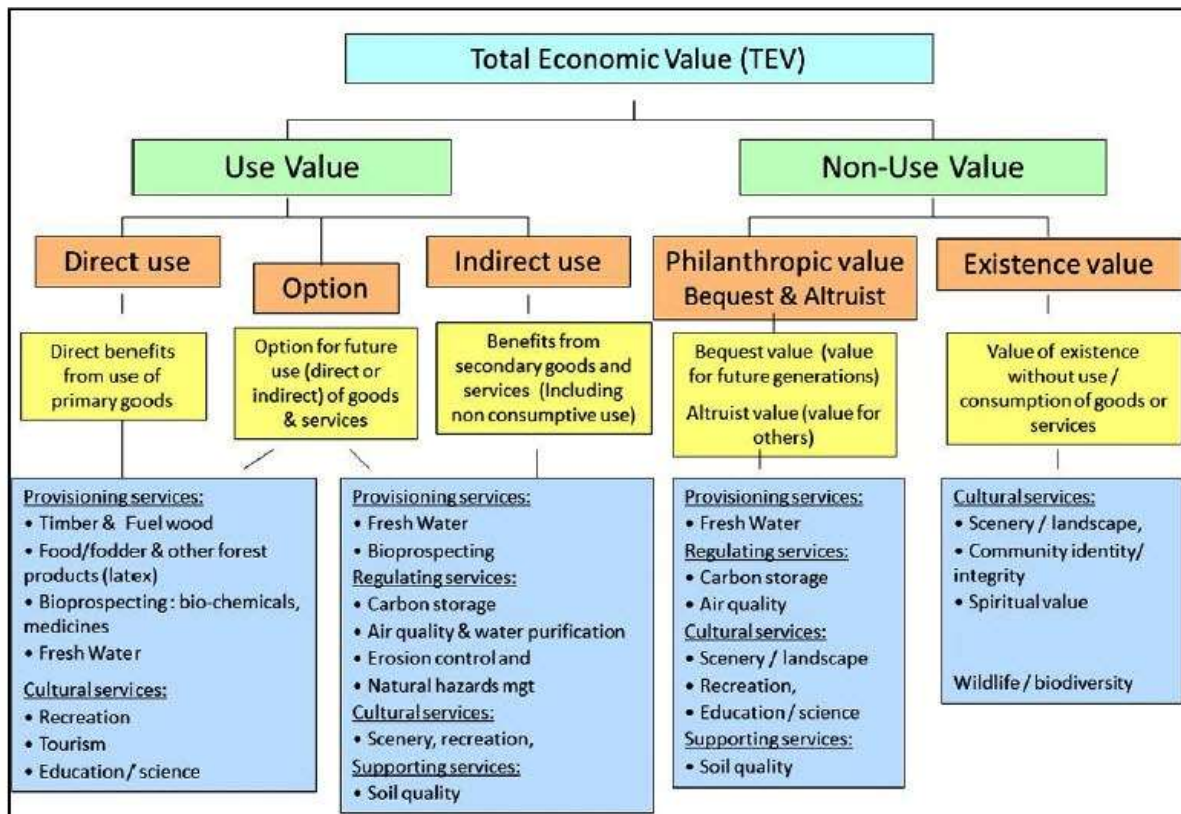 Total Economic Value (TEV)
Use Value
Non-Use Value
Direct use
Option
Indirect use
Philanthropic value
Bequest & Altruist
Existence value
Direct benefits
from use of
primary goods
Option for future
use (direct or
indirect) of goods
& services
Benefits from
secondary goods and
services (Including
non consumptive use)
Bequest value (value
for future generations)
Altruist value (value for
others)
Value of existence
without use /
consumption of goods or
services
Provisioning services:
• Timber & Fuel wood
• Food/fodder & other forest
products (latex)
• Bioprospecting: bio-chemicals,
medicines
• Fresh Water
Cultural services:
• Recreation
• Tourism
• Education/ science
Provisioning services:
• Fresh Water
• Bioprospecting
Regulating services:
• Carbon storage
• Air quality & water purification
• Erosion control and
• Natural hazards mgt
Cultural services:
• Scenery, recreation,
Supporting services:
• Soil quality
Provisioning services:
• Fresh Water
Regulating services:
• Carbon storage
• Air quality
Cultural services:
• Scenery / landscape
• Recreation,
• Education/ science
Supporting services:
• Soil quality
Cultural services:
• Scenery / landscape,
• Community identity/
integrity
• Spiritual value
Wildlife / biodiversity